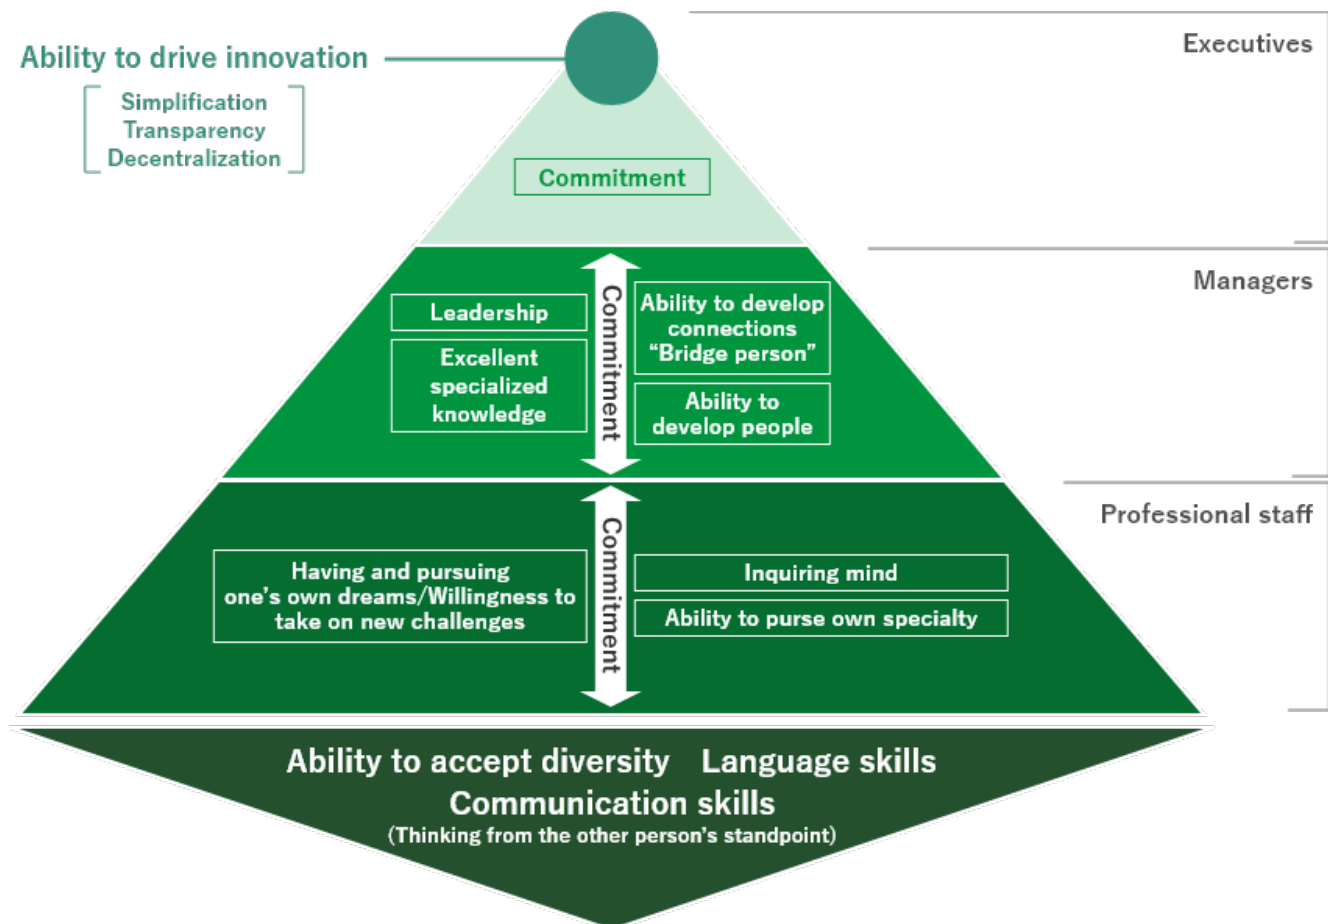 Executives
Ability to drive innovation
Simplification
Transparency
Decentralization
Commitment
Managers
Leadership
Excellent
specialized
knowledge
Commitment
Ability to develop
connections
“Bridge person”
Ability to
develop people
Professional staff
Having and pursuing
one’s own dreams/Willingness to
take on new challenges
Commitment
Inquiring mind
Ability to purse own specialty
Ability to accept diversity Language skills
Communication skills
(Thinking from the other person’s standpoint)